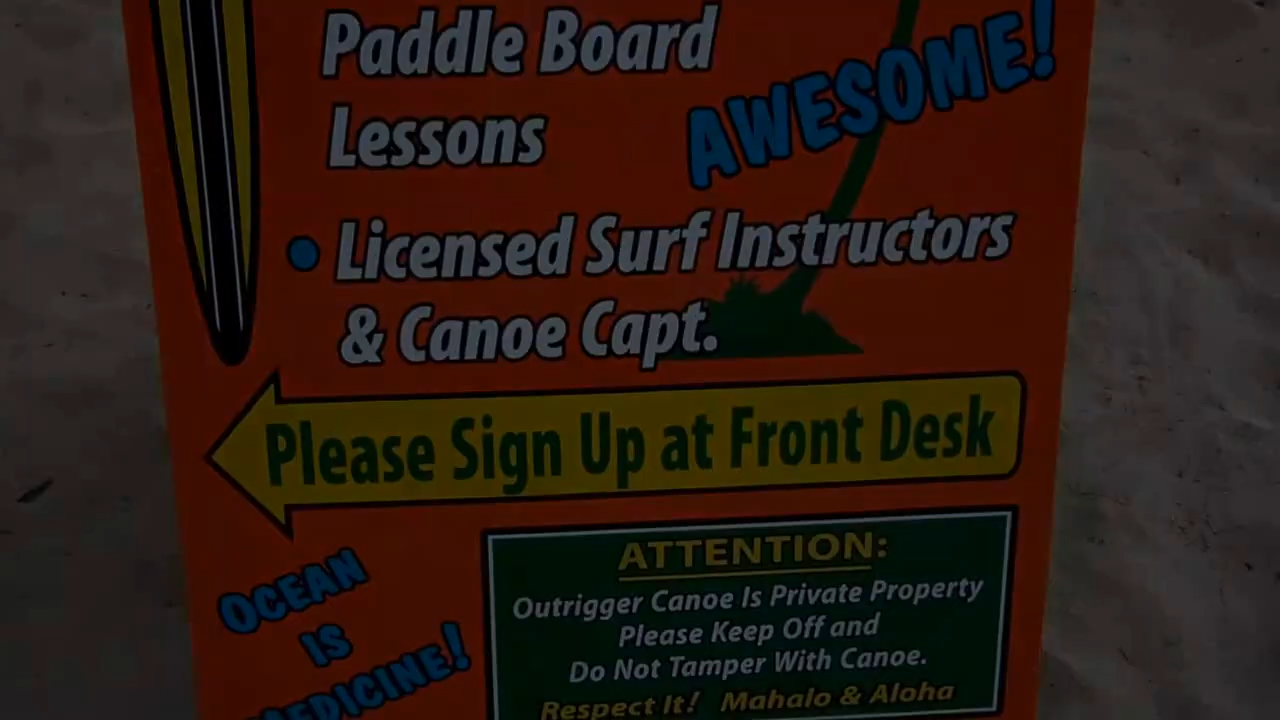 Paddle Board
Lessons
AWESOME!
• Licensed Surf Instructors
& Canoe Capt.
Please Sign Up at Front Desk
OCEAN
IS
MEDICINE!
ATTENTION:
Outrigger Canoe Is Private Property
Please Keep Off and
Do Not Tamper With Canoe.
Respect It! Mahalo & Aloha